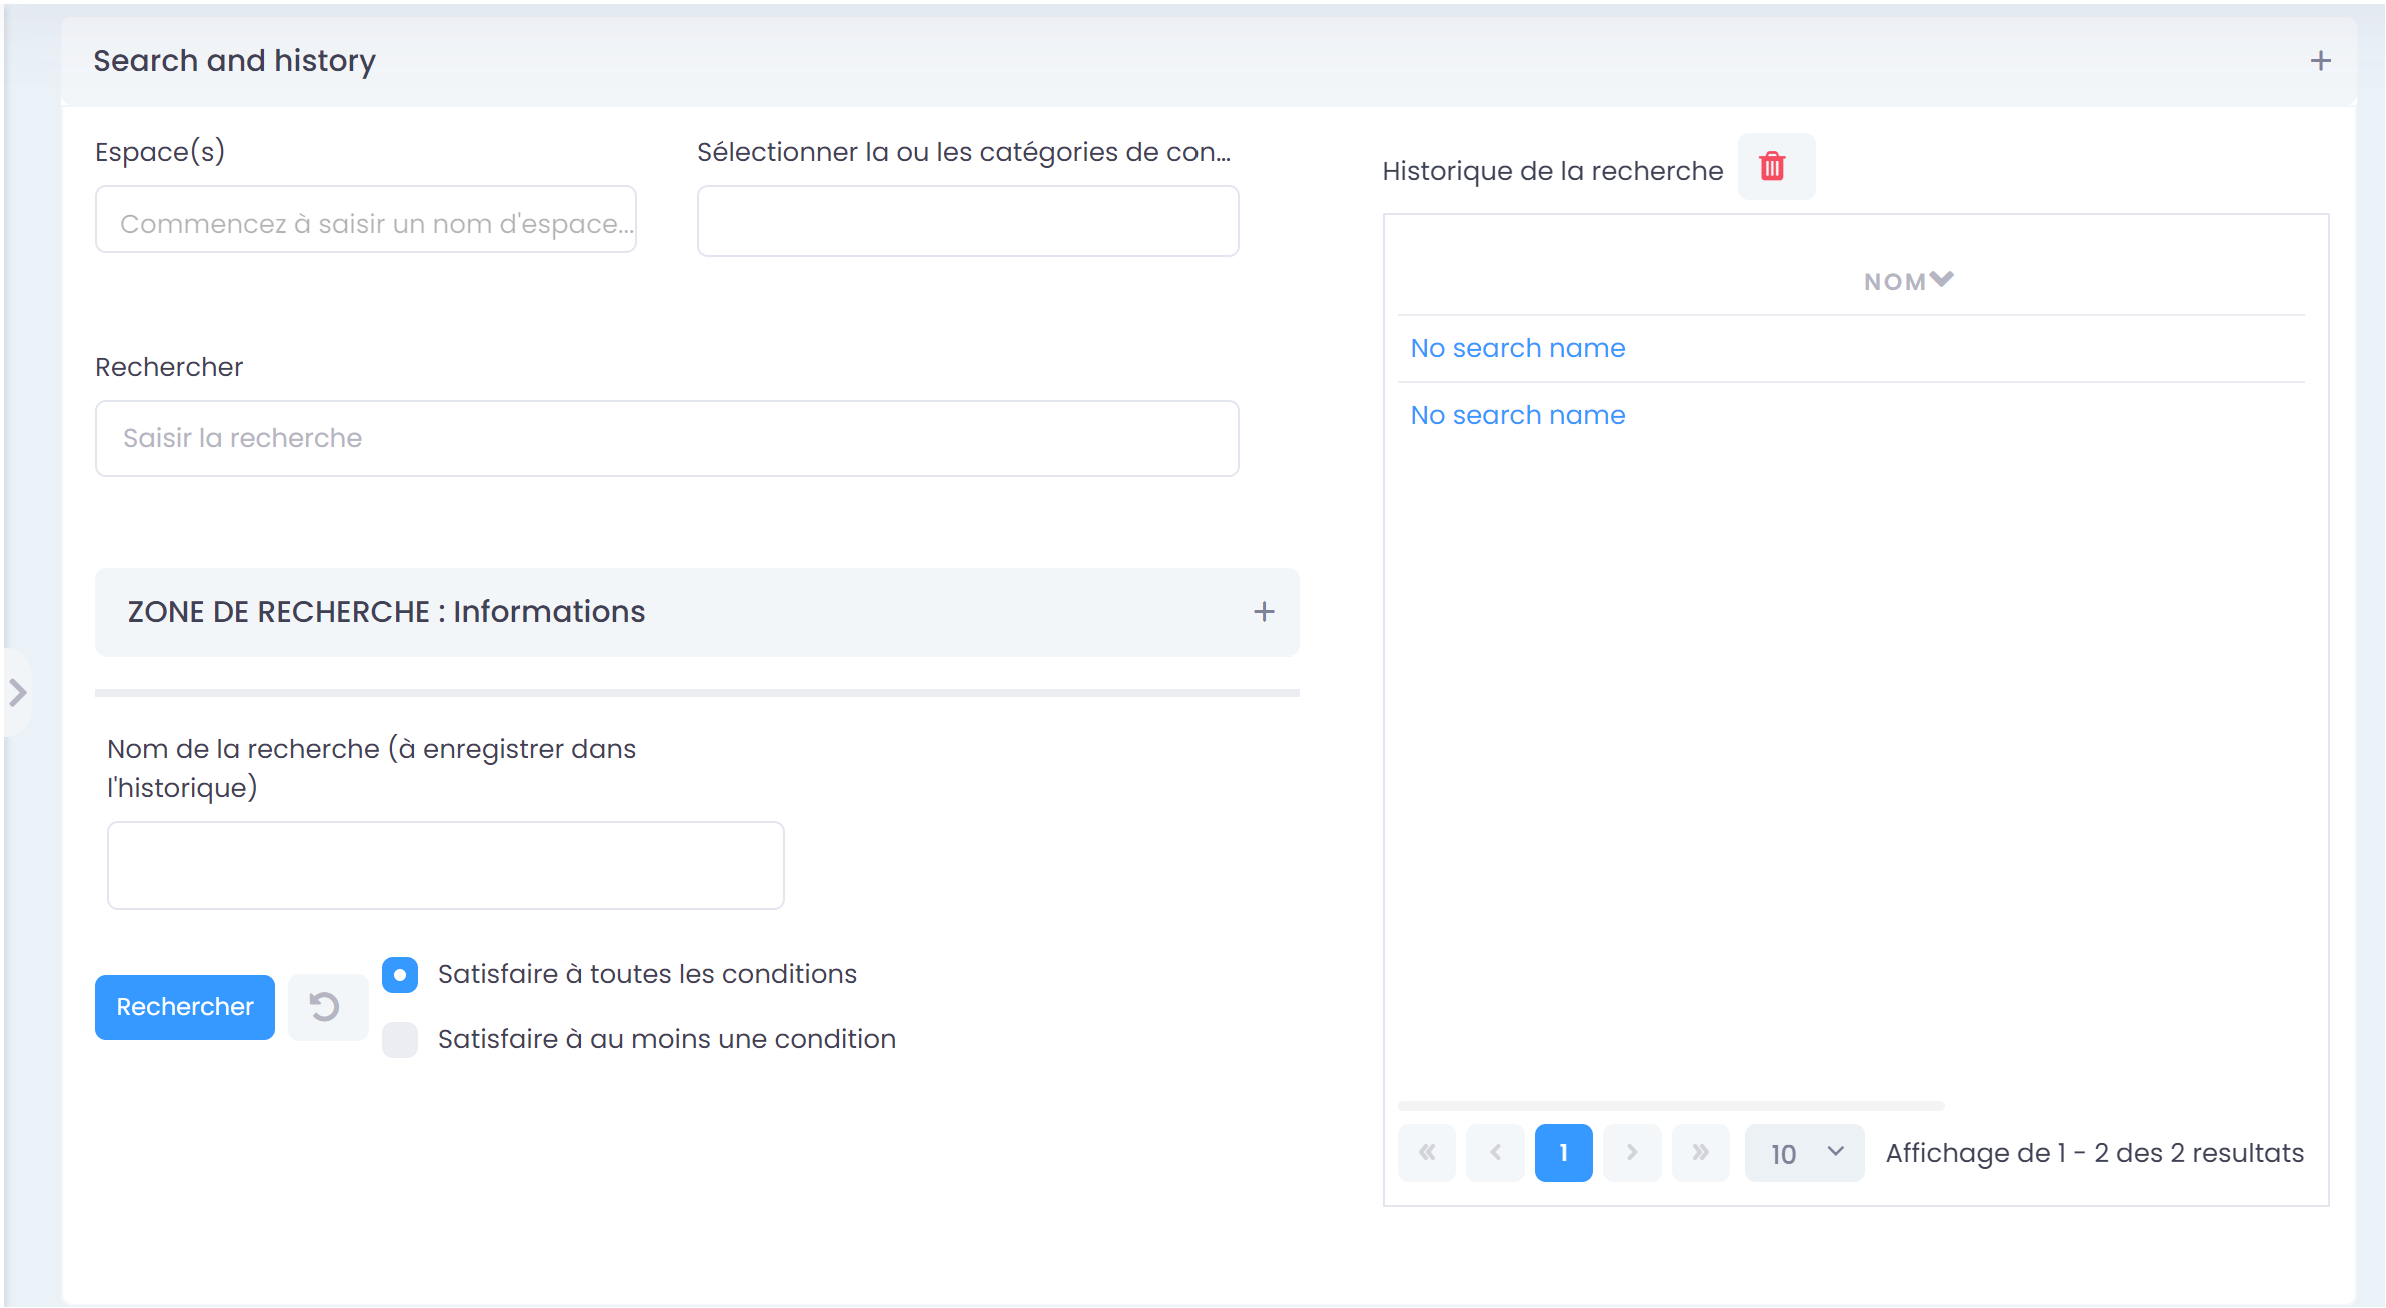 Search and history
Espace(s)
Commencez à saisir un nom d'espace...
Sélectionner la ou les catégories de con...
Rechercher
Saisir la recherche
ZONE DE RECHERCHE : Informations
Nom de la recherche (à enregistrer dans
l'historique)
Rechercher
Satisfaire à toutes les conditions
Satisfaire à au moins une condition
Historique de la recherche
NOM
No search name
No search name
« ‹ 1 › » 10 Affichage de 1 - 2 des 2 resultats